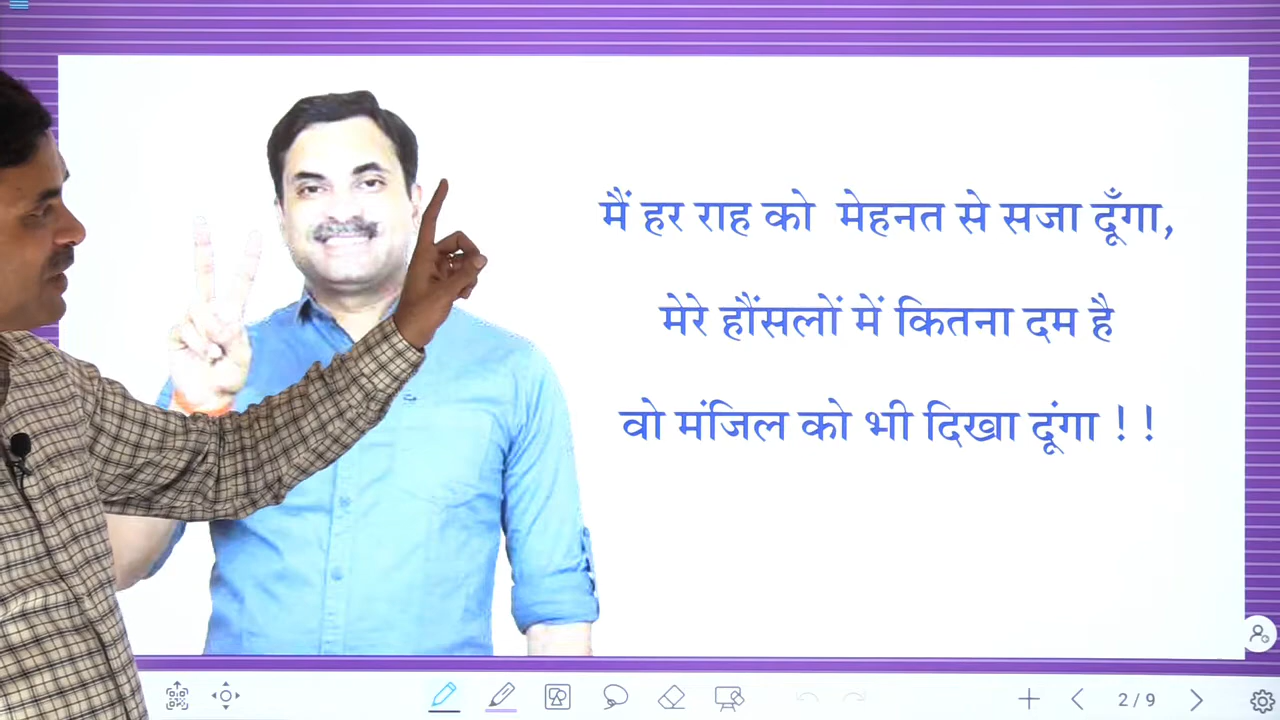 मैं हर राह को मेहनत से सजा दूँगा,
मेरे हौंसलों में कितना दम है
वो मंजिल को भी दिखा दूंगा ! !
2/9